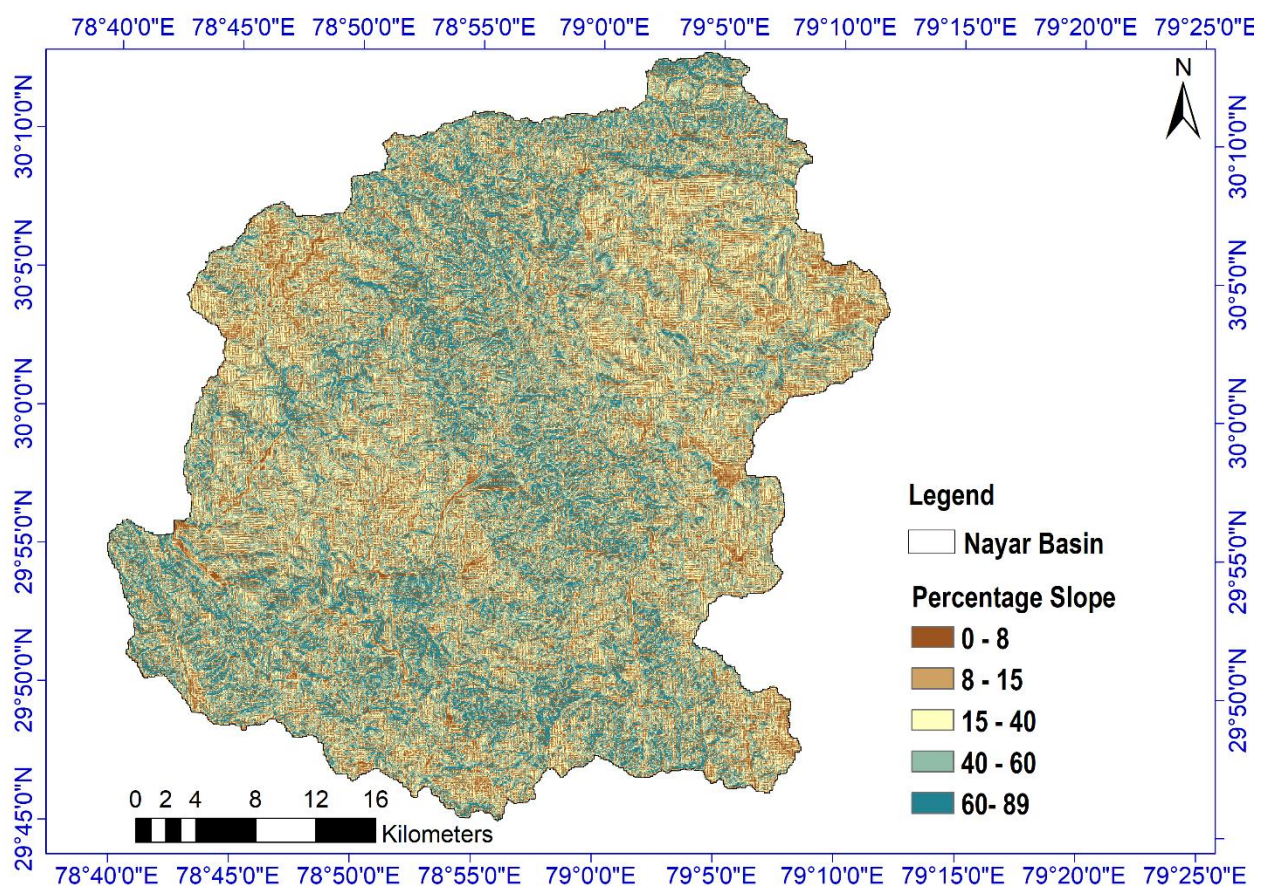 78°40'0"E 78°45'0"E 78°50'0"E 78°55'0"E 79°0'0"E 79°5'0"E 79°10'0"E 79°15'0"E 79°20'0"E 79°25'0"E
N
30°10'0"N
30°10'0"N
30°5'0"N
30°5'0"N
30°0'0"N
30°0'0"N
Legend
Nayar Basin
29°55'0"N
29°55'0"N
Percentage Slope
0 - 8
8 - 15
29°50'0"N
29°50'0"N
15 - 40
40 - 60
60- 89
0 2 4 8 12 16
Kilometers
29°45'0"N
78°40'0"E 78°45'0"E 78°50'0"E 78°55'0"E 79°0'0"E 79°5'0"E 79°10'0"E 79°15'0"E 79°20'0"E